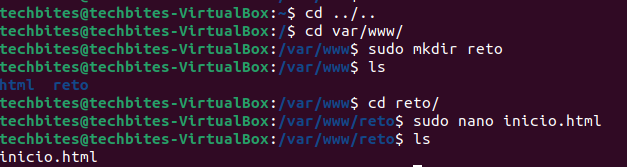 techbites@techbites-VirtualBox:~$ cd ../..
techbites@techbites-VirtualBox:/$ cd var/www/
techbites@techbites-VirtualBox:/var/www$ sudo mkdir reto
techbites@techbites-VirtualBox:/var/www$ ls
html  reto
techbites@techbites-VirtualBox:/var/www$ cd reto/
techbites@techbites-VirtualBox:/var/www/reto$ sudo nano inicio.html
techbites@techbites-VirtualBox:/var/www/reto$ ls
inicio.html